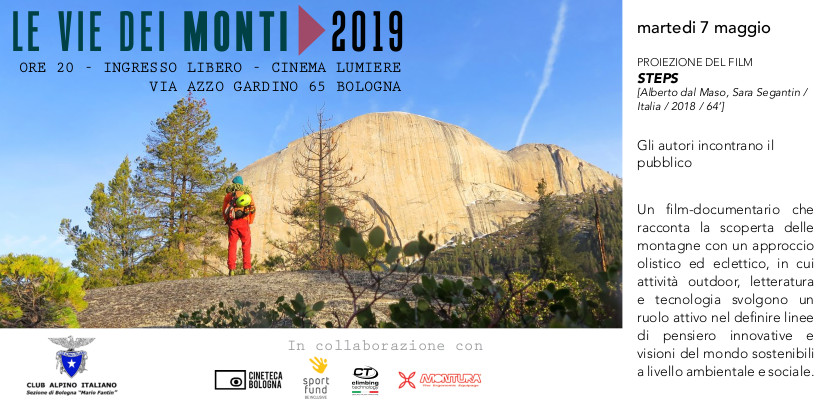 LE VIE DEI MONTI 2019
ORE 20 - INGRESSO LIBERO - CINEMA LUMIERE
VIA AZZO GARDINO 65 BOLOGNA
martedi 7 maggio
PROIEZIONE DEL FILM
STEPS
[Alberto dal Maso, Sara Segantin /
Italia / 2018 / 64’]
Gli autori incontrano il
pubblico
Un film-documentario che
racconta la scoperta delle
montagne con un approccio
olistico ed eclettico, in cui
attività outdoor, letteratura
e tecnologia svolgono un
ruolo attivo nel definire linee
di pensiero innovative e
visioni del mondo sostenibili
a livello ambientale e sociale.
In collaborazione con
CLUB ALPINO ITALIANO
Sezione di Bologna "Mario Fantin"
CINETECA
BOLOGNA
sport
fund
BE INCLUSIVE
CT
climbing
technology
MONTURA